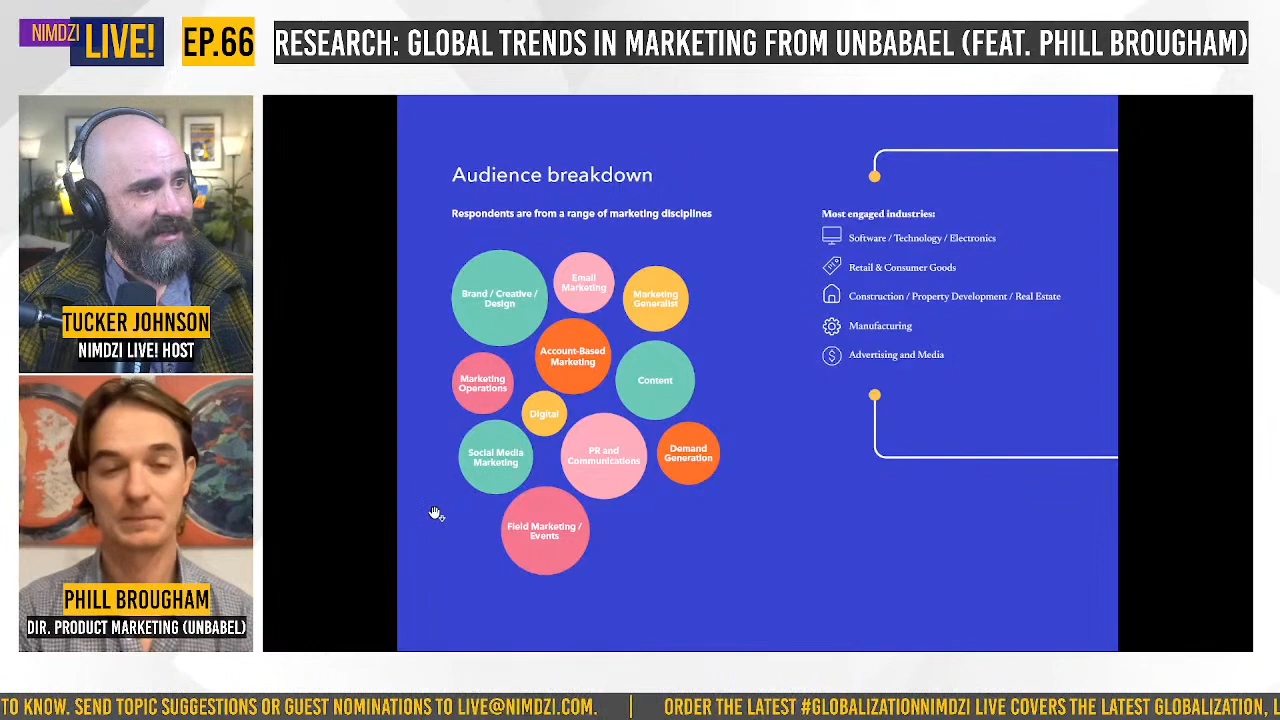 NIMDZI LIVE!
EP.66
RESEARCH: GLOBAL TRENDS IN MARKETING FROM UNBABAEL (FEAT. PHILL BROUGHAM)
TUCKER JOHNSON
NIMDZI LIVE! HOST
PHILL BROUGHAM
DIR. PRODUCT MARKETING (UNBABEL)
Audience breakdown
Respondents are from a range of marketing disciplines
Brand / Creative /
Design
Email
Marketing
Marketing
Generalist
Account-Based
Marketing
Marketing
Operations
Content
Digital
Social Media
Marketing
PR and
Communications
Demand
Generation
Field Marketing /
Events
Most engaged industries:
Software / Technology / Electronics
Retail & Consumer Goods
Construction / Property Development / Real Estate
Manufacturing
Advertising and Media
TO KNOW. SEND TOPIC SUGGESTIONS OR GUEST NOMINATIONS TO LIVE@NIMDZI.COM. | ORDER THE LATEST #GLOBALIZATIONNIMDZI LIVE COVERS THE LATEST GLOBALIZATION, L